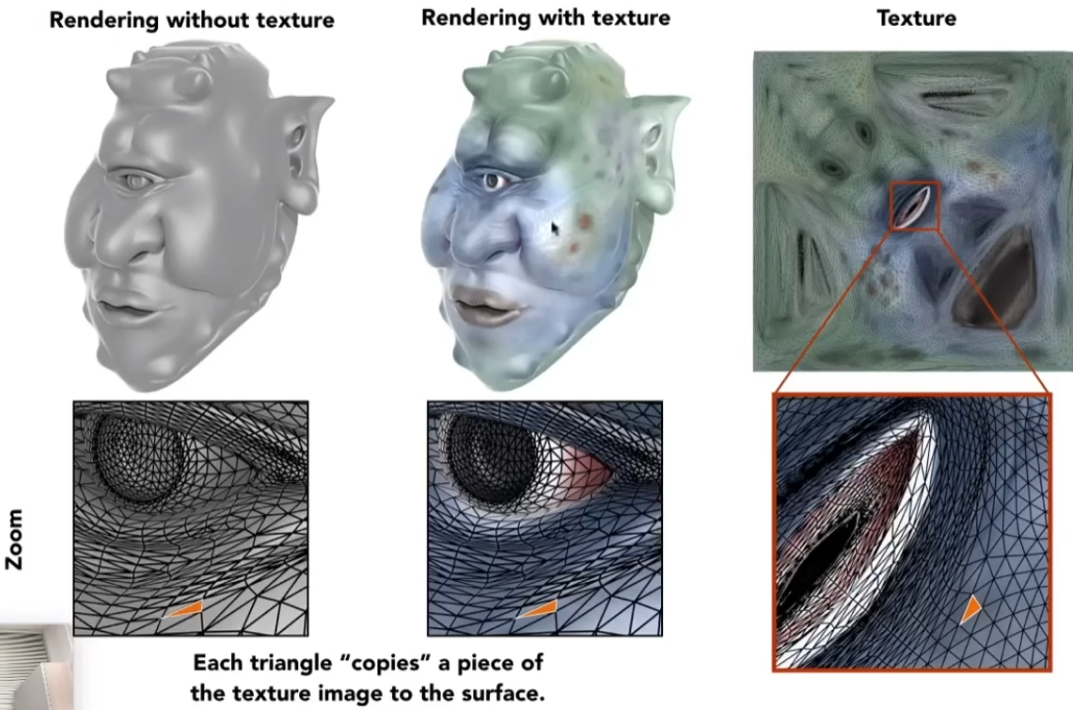 Rendering without texture
Rendering with texture
Texture
Zoom
Each triangle “copies” a piece of
the texture image to the surface.